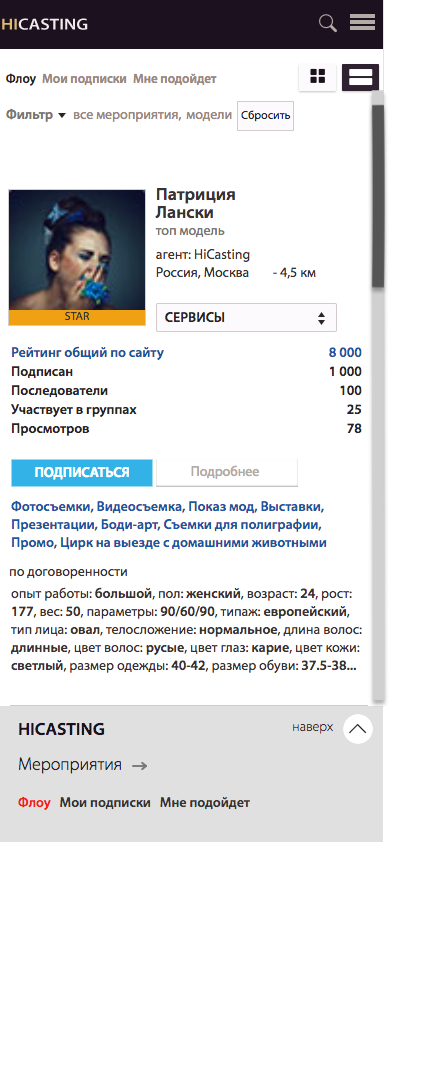 HICASTING
Флоу Мои подписки Мне подойдет
Фильтр все мероприятия, модели Сбросить
Патриция
Лански
топ модель
агент: HiCasting
Россия, Москва - 4,5 км
STAR
СЕРВИСЫ
Рейтинг общий по сайту 8 000
Подписан 1 000
Последователи 100
Участвует в группах 25
Просмотров 78
ПОДПИСАТЬСЯ Подробнее
Фотосъемки, Видеосъемка, Показ мод, Выставки,
Презентации, Боди-арт, Съемки для полиграфии,
Промо, Цирк на выезде с домашними животными
по договоренности
опыт работы: большой, пол: женский, возраст: 24, рост:
177, вес: 50, параметры: 90/60/90, типаж: европейский,
тип лица: овал, телосложение: нормальное, длина волос:
длинные, цвет волос: русые, цвет глаз: карие, цвет кожи:
светлый, размер одежды: 40-42, размер обуви: 37.5-38...
HICASTING наверх
Мероприятия →
Флоу Мои подписки Мне подойдет